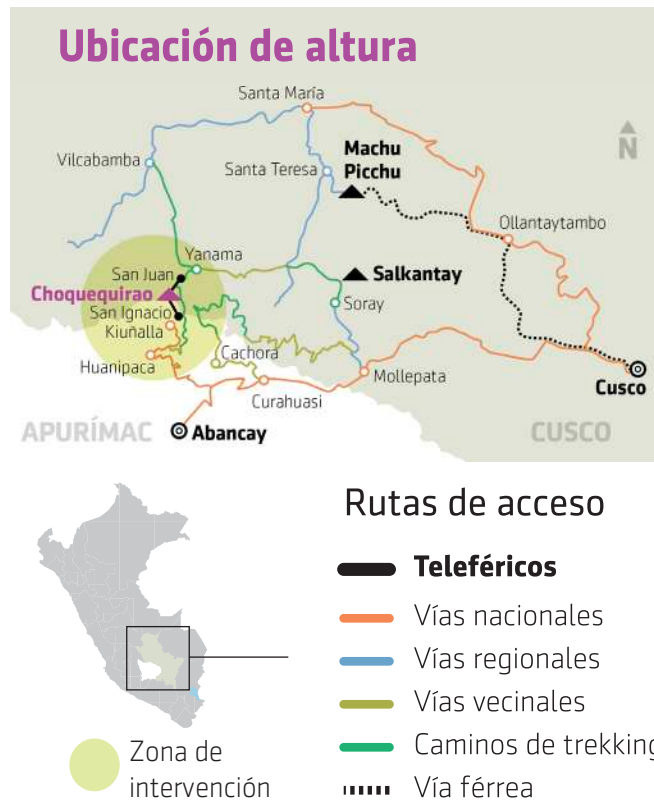 Ubicación de altura
Santa María
N
Machu
Picchu
Vilcabamba
Santa Teresa
Ollantaytambo
Yanama
San Juan
Salkantay
Choquequirao
Soray
San Ignacio
Kiuñalla
Cachora
Huanipaca
Mollepata
Cusco
Curahuasi
APURÍMAC
Abancay
CUSCO
Rutas de acceso
Teleféricos
Vías nacionales
Vías regionales
Vías vecinales
Caminos de trekking
Vía férrea
Zona de
intervención